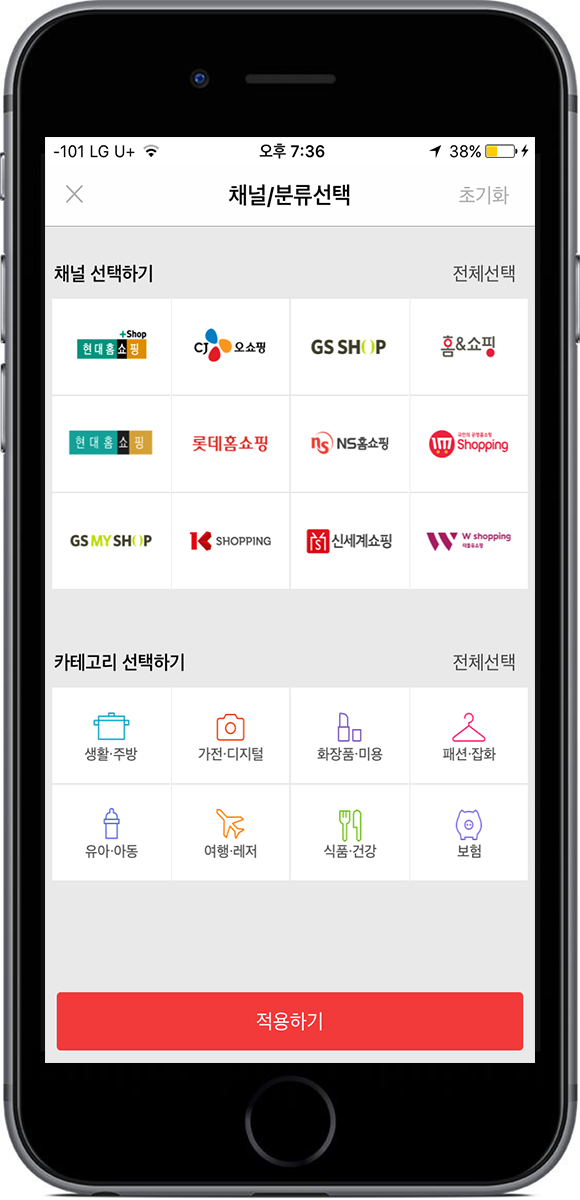 -101 LG U+ 오후 7:36 38%
채널/분류선택 초기화
채널 선택하기 전체선택
+Shop
현대홈쇼핑
CJ 오쇼핑
GS SHOP
홈&쇼핑
현대홈쇼핑
롯데홈쇼핑
ns NS홈쇼핑
국민의 공영홈쇼핑
im Shopping
GS MY SHOP
K SHOPPING
신세계쇼핑
W shopping
더블유쇼핑
카테고리 선택하기 전체선택
생활·주방 가전·디지털 화장품·미용 패션·잡화
유아·아동 여행·레저 식품·건강 보험
적용하기